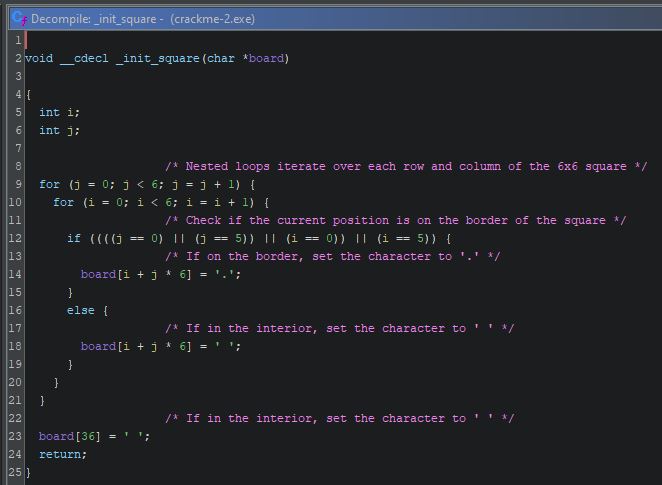 Decompile: _init_square - (crackme-2.exe)
1
2 void __cdecl _init_square(char *board)
3
4 {
5 int i;
6 int j;
7
8 /* Nested loops iterate over each row and column of the 6x6 square */
9 for (j = 0; j < 6; j = j + 1) {
10 for (i = 0; i < 6; i = i + 1) {
11 /* Check if the current position is on the border of the square */
12 if ((((j == 0) || (j == 5)) || (i == 0)) || (i == 5)) {
13 /* If on the border, set the character to '.' */
14 board[i + j * 6] = '.';
15 }
16 else {
17 /* If in the interior, set the character to ' ' */
18 board[i + j * 6] = ' ';
19 }
20 }
21 }
22 /* If in the interior, set the character to ' ' */
23 board[36] = ' ';
24 return;
25 }